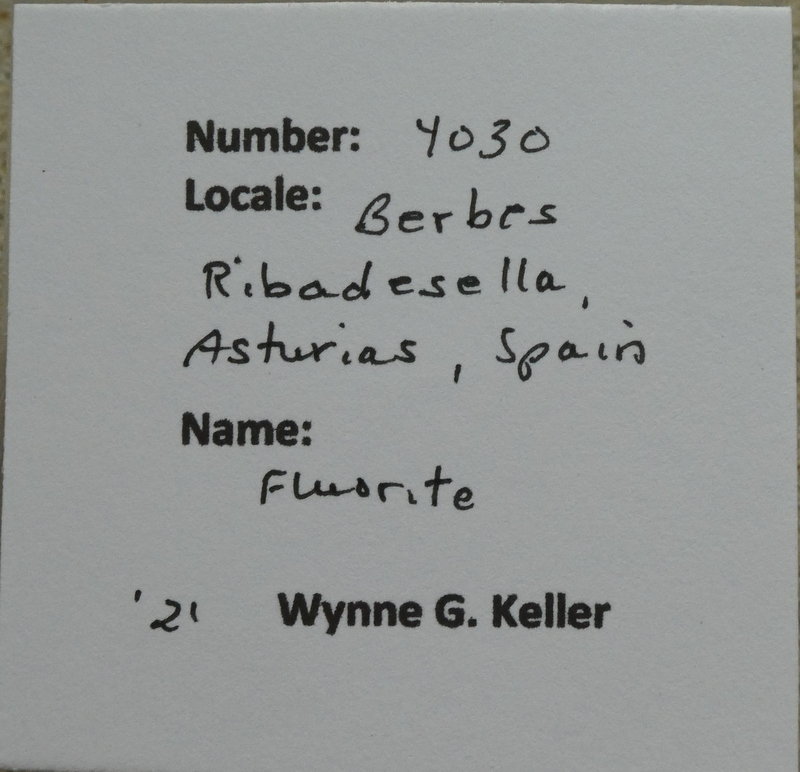 Number: 4030
Locale: Berbes
Ribadesella,
Asturias, Spain
Name:
Fluorite
'21 Wynne G. Keller